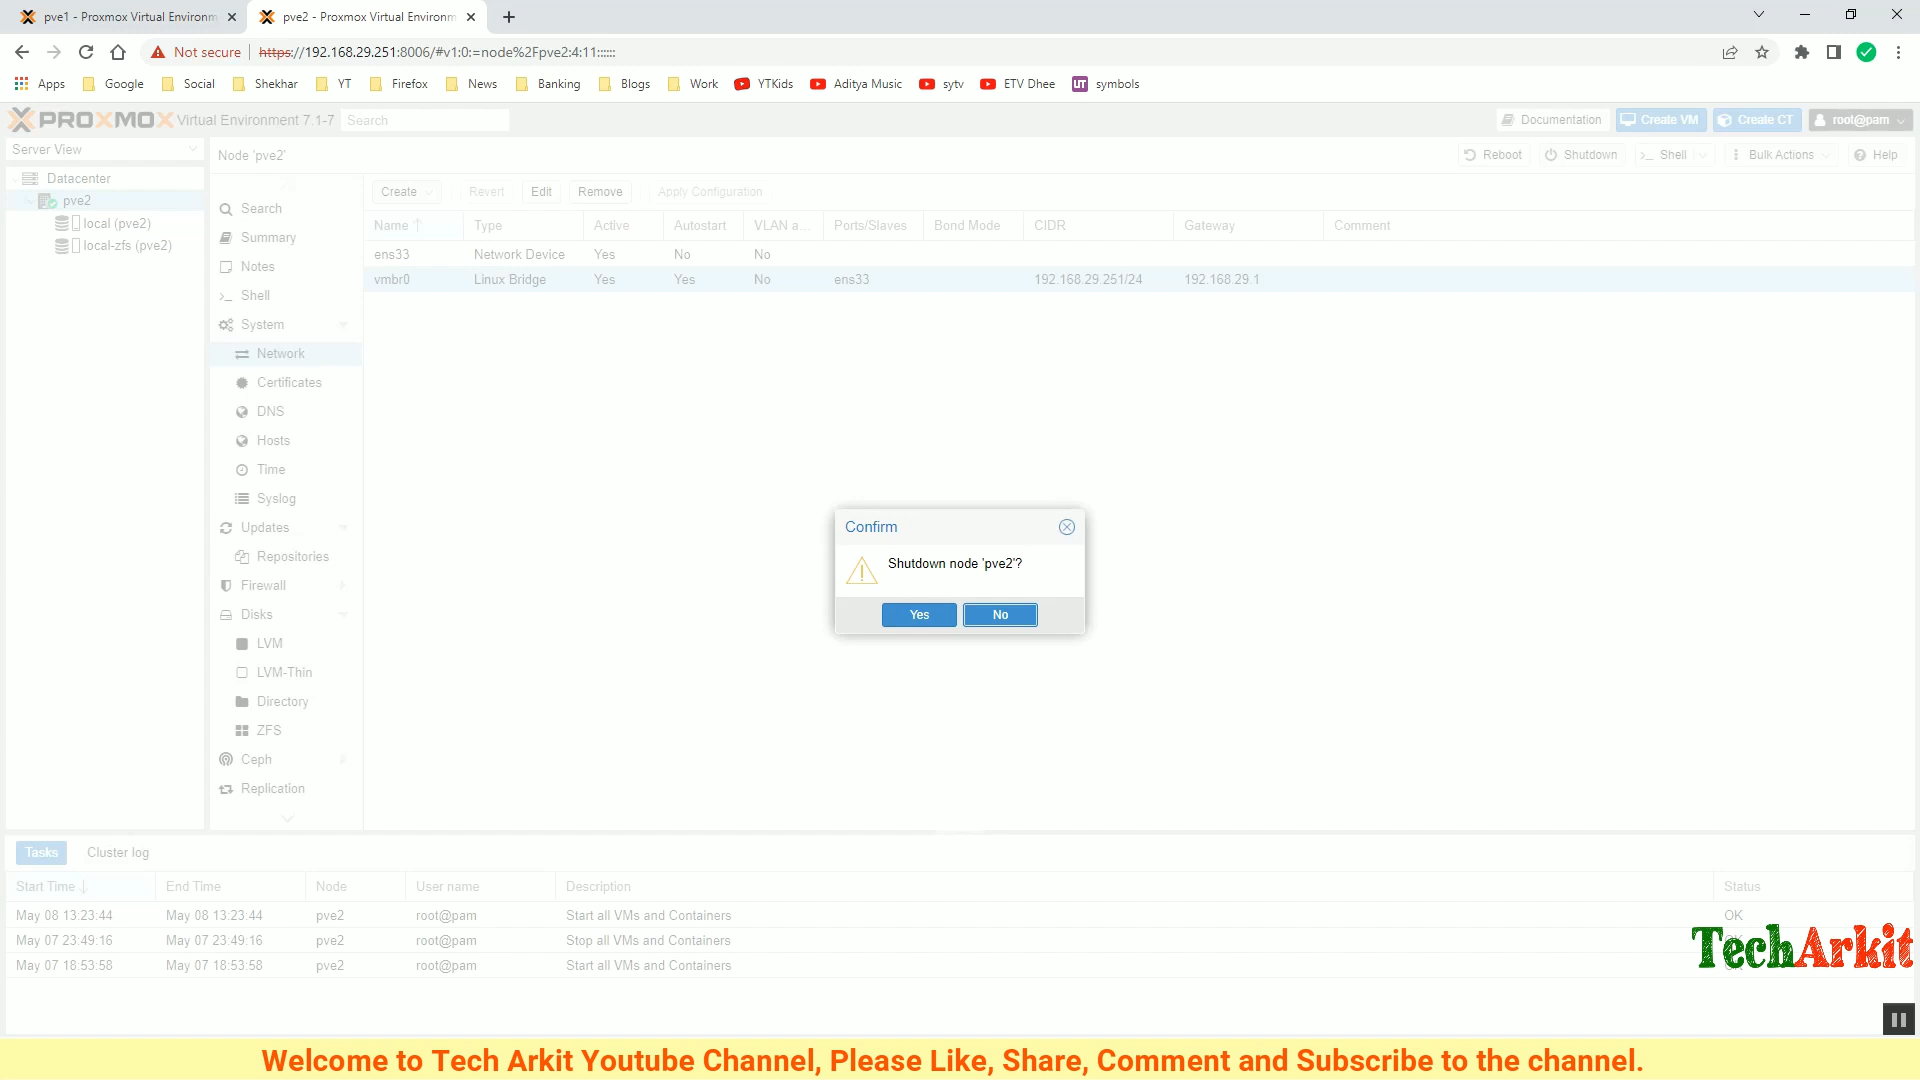 pve1 - Proxmox Virtual Environm
pve2 - Proxmox Virtual Environm
Not secure
https://192.168.29.251:8006/#v1:0:=node%2Fpve2:4:11::::::
Apps Google Social Shekhar YT Firefox News Banking Blogs Work YTKids Aditya Music sytv ETV Dhee symbols
PROXMOX Virtual Environment 7.1-7 Search Documentation Create VM Create CT root@pam
Server View
Node 'pve2' Reboot Shutdown Shell Bulk Actions Help
Datacenter
pve2
local (pve2)
local-zfs (pve2)
Search
Summary
Notes
Shell
System
Network
Certificates
DNS
Hosts
Time
Syslog
Updates
Repositories
Firewall
Disks
LVM
LVM-Thin
Directory
ZFS
Ceph
Replication
Create Revert Edit Remove Apply Configuration
Name Type Active Autostart VLAN a... Ports/Slaves Bond Mode CIDR Gateway Comment
ens33 Network Device Yes No No
vmbr0 Linux Bridge Yes Yes No ens33 192.168.29.251/24 192.168.29.1
Confirm
Shutdown node 'pve2'?
Yes No
Tasks Cluster log
Start Time End Time Node User name Description Status
May 08 13:23:44 May 08 13:23:44 pve2 root@pam Start all VMs and Containers OK
May 07 23:49:16 May 07 23:49:16 pve2 root@pam Stop all VMs and Containers
May 07 18:53:58 May 07 18:53:58 pve2 root@pam Start all VMs and Containers
TechArkit
Welcome to Tech Arkit Youtube Channel, Please Like, Share, Comment and Subscribe to the channel.